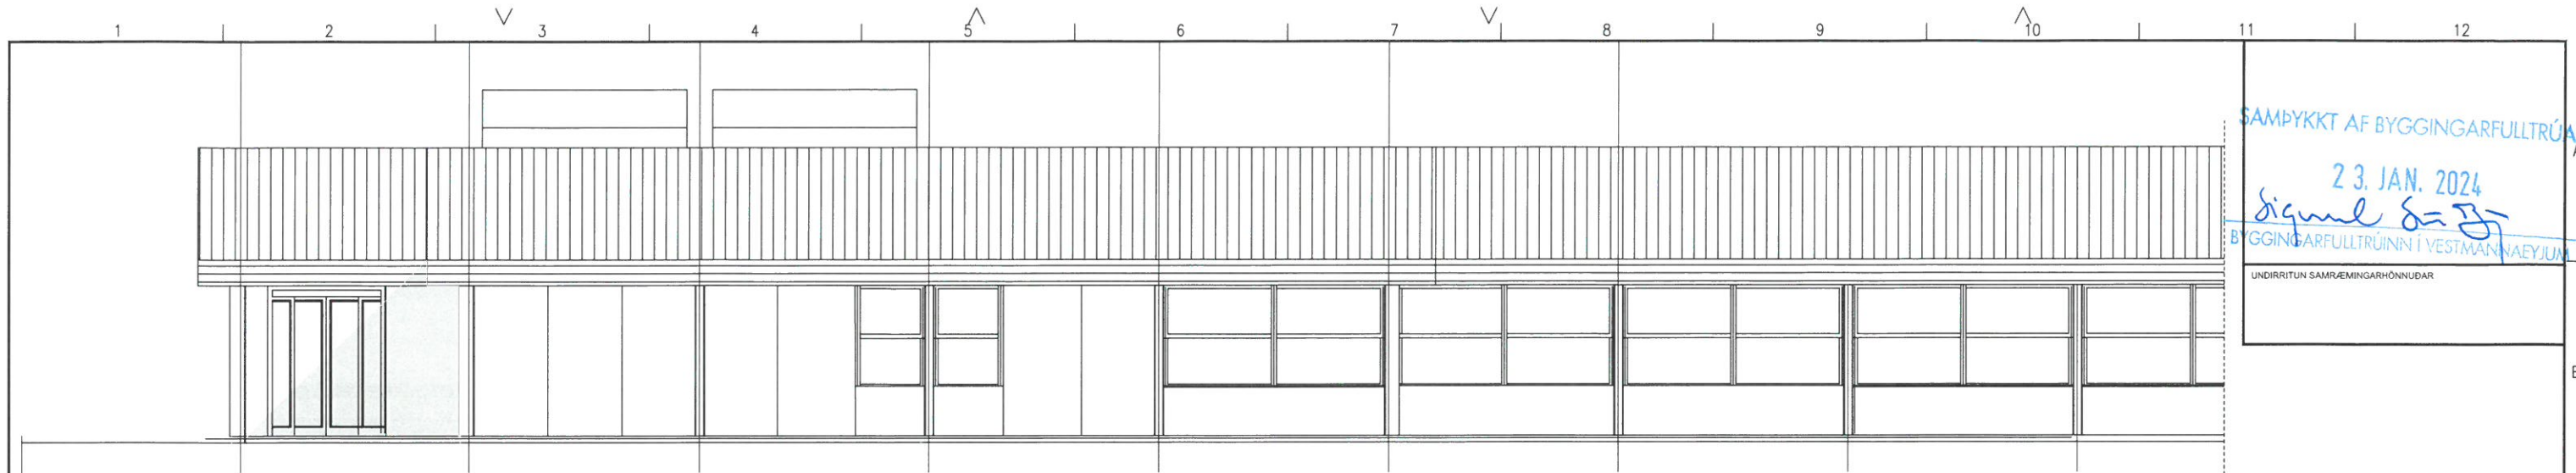 1 2 3 4 5 6 7 8 9 10 11 12
SAMÞYKKT AF BYGGINGARFULLTRÚA
A
23. JAN. 2024
BYGGINGARFULLTRÚINN Í VESTMANNAEYJUM
UNDIRRITUN SAMRÆMINGARHÖNNUÐAR